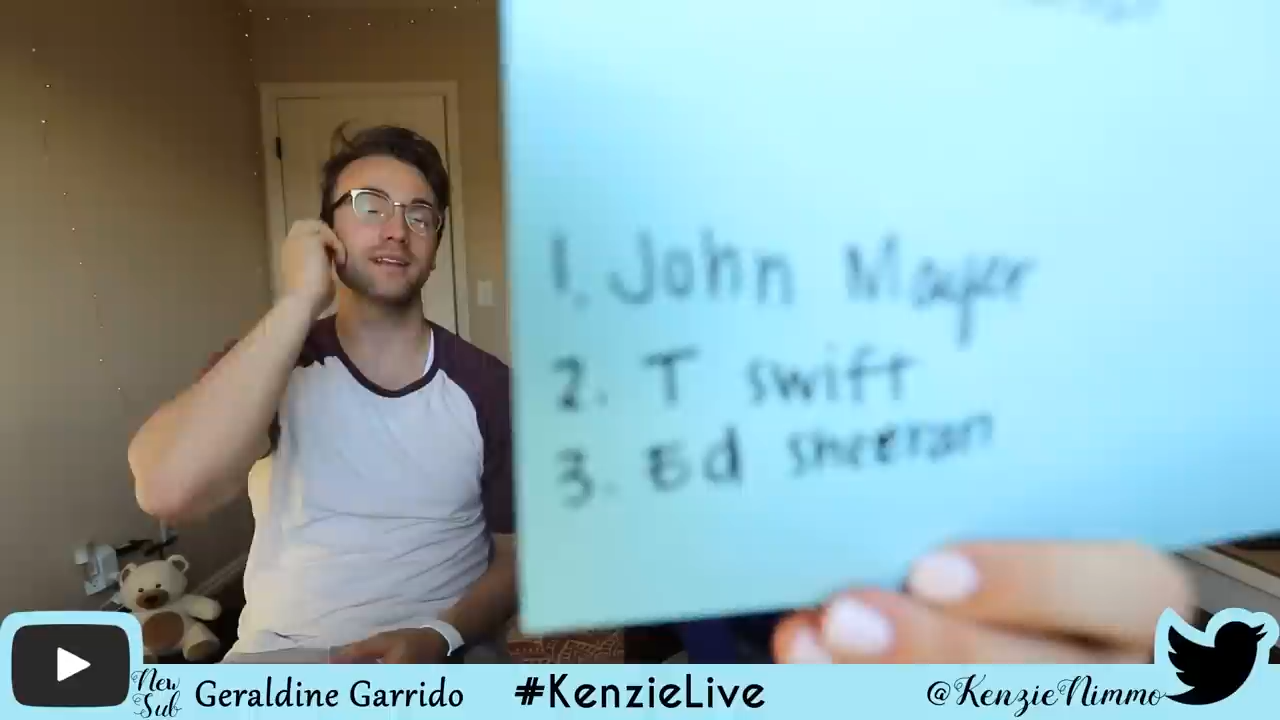 1. John Mayer
2. T swift
3. Ed sheeran
New Sub
Geraldine Garrido
#KenzieLive
@KenzieNimmo